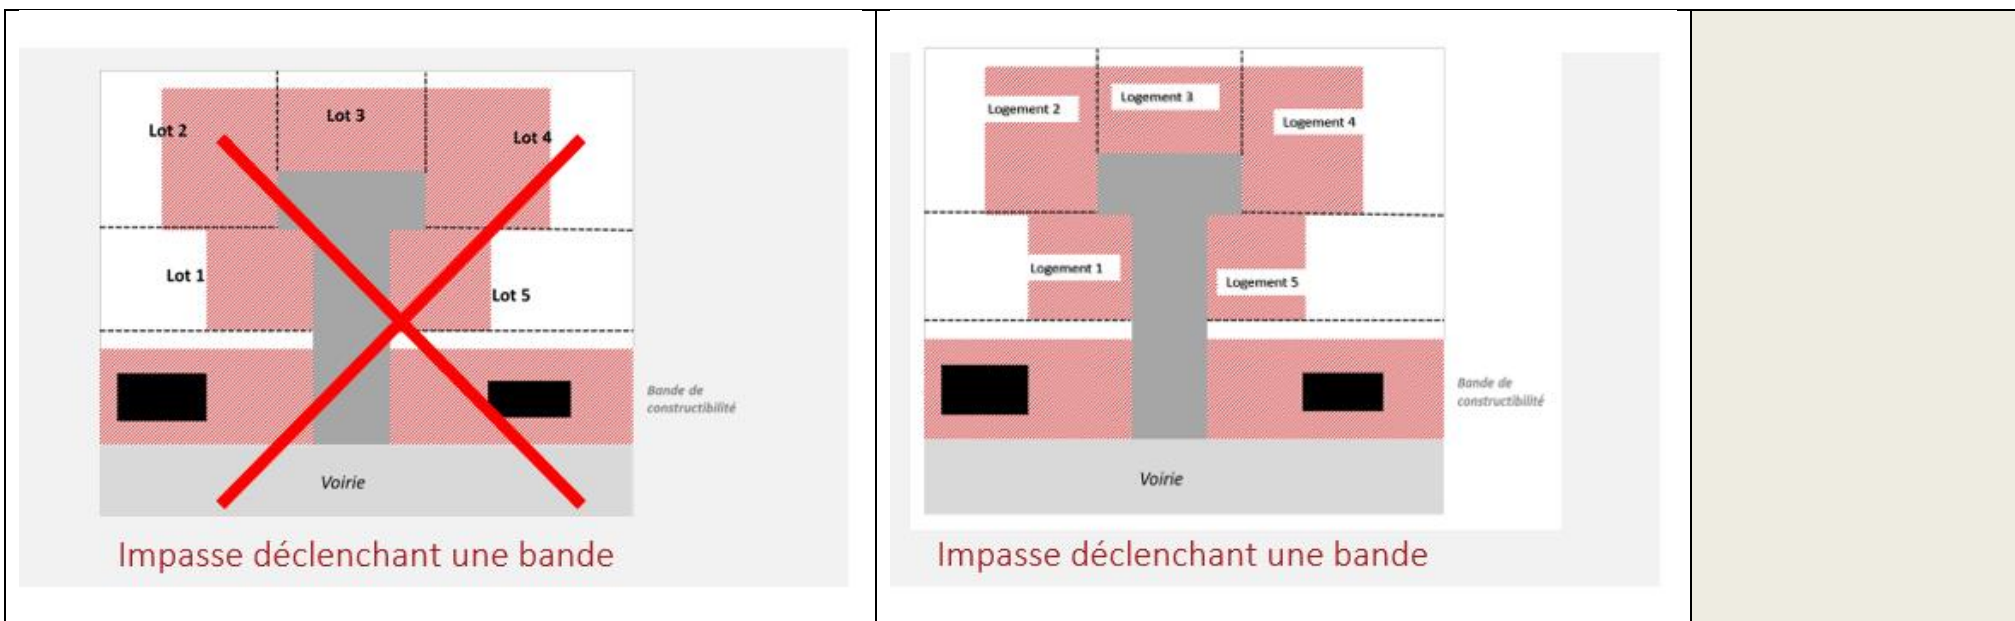 Lot 3
Lot 2
Lot 4
Lot 1
Lot 5
Bande de
constructibilité
Voirie
Impasse déclenchant une bande
Logement 3
Logement 2
Logement 4
Logement 1
Logement 5
Bande de
constructibilité
Voirie
Impasse déclenchant une bande